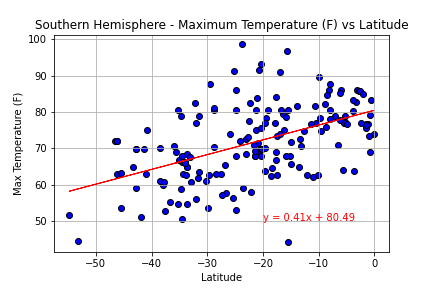 Southern Hemisphere - Maximum Temperature (F) vs Latitude
100
90
80
70
60
50
Max Temperature (F)
y = 0.41x + 80.49
−50 −40 −30 −20 −10 0
Latitude